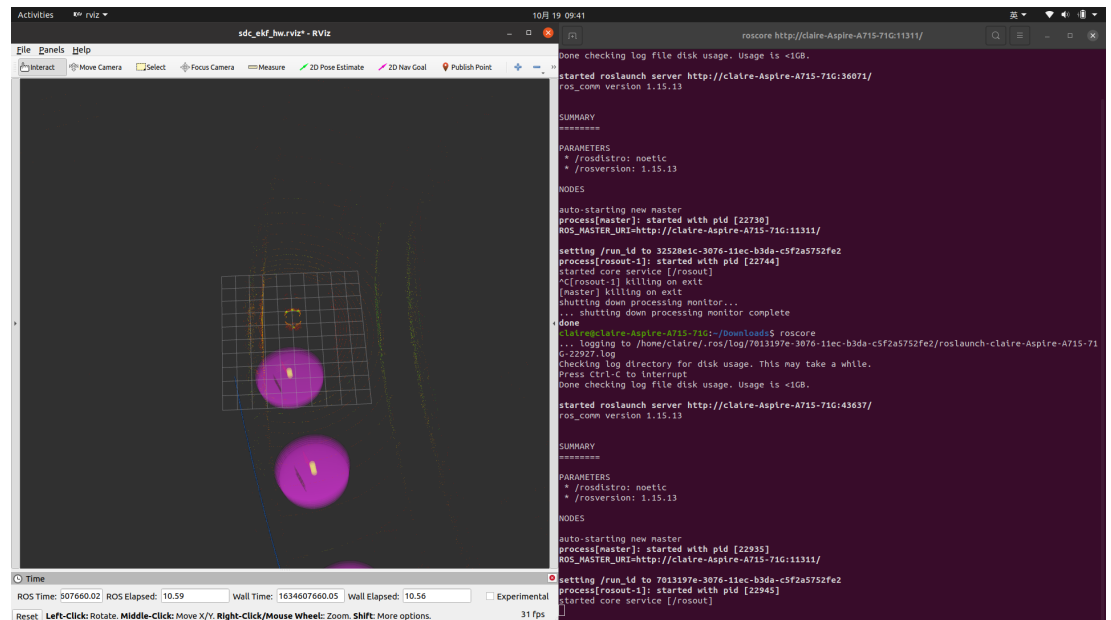 Activities
rviz
10月 19 09:41
英
sdc_ekf_hw.rviz* - RViz
File Panels Help
Interact Move Camera Select Focus Camera Measure 2D Pose Estimate 2D Nav Goal Publish Point
Time
ROS Time: 507660.02 ROS Elapsed: 10.59 Wall Time: 1634607660.05 Wall Elapsed: 10.56 Experimental
Reset Left-Click: Rotate. Middle-Click: Move X/Y. Right-Click/Mouse Wheel:: Zoom. Shift: More options. 31 fps
roscore http://claire-Aspire-A715-71G:11311/
Done checking log file disk usage. Usage is <1GB.
started roslaunch server http://claire-Aspire-A715-71G:36071/
ros_comm version 1.15.13
SUMMARY
========
PARAMETERS
* /rosdistro: noetic
* /rosversion: 1.15.13
NODES
auto-starting new master
process[master]: started with pid [22730]
ROS_MASTER_URI=http://claire-Aspire-A715-71G:11311/
setting /run_id to 32528e1c-3076-11ec-b3da-c5f2a5752fe2
process[rosout-1]: started with pid [22744]
started core service [/rosout]
^C[rosout-1] killing on exit
[master] killing on exit
shutting down processing monitor...
... shutting down processing monitor complete
done
claire@claire-Aspire-A715-71G:~/Downloads$ roscore
... logging to /home/claire/.ros/log/7013197e-3076-11ec-b3da-c5f2a5752fe2/roslaunch-claire-Aspire-A715-71
G-22927.log
Checking log directory for disk usage. This may take a while.
Press Ctrl-C to interrupt
Done checking log file disk usage. Usage is <1GB.
started roslaunch server http://claire-Aspire-A715-71G:43637/
ros_comm version 1.15.13
SUMMARY
========
PARAMETERS
* /rosdistro: noetic
* /rosversion: 1.15.13
NODES
auto-starting new master
process[master]: started with pid [22935]
ROS_MASTER_URI=http://claire-Aspire-A715-71G:11311/
setting /run_id to 7013197e-3076-11ec-b3da-c5f2a5752fe2
process[rosout-1]: started with pid [22945]
started core service [/rosout]